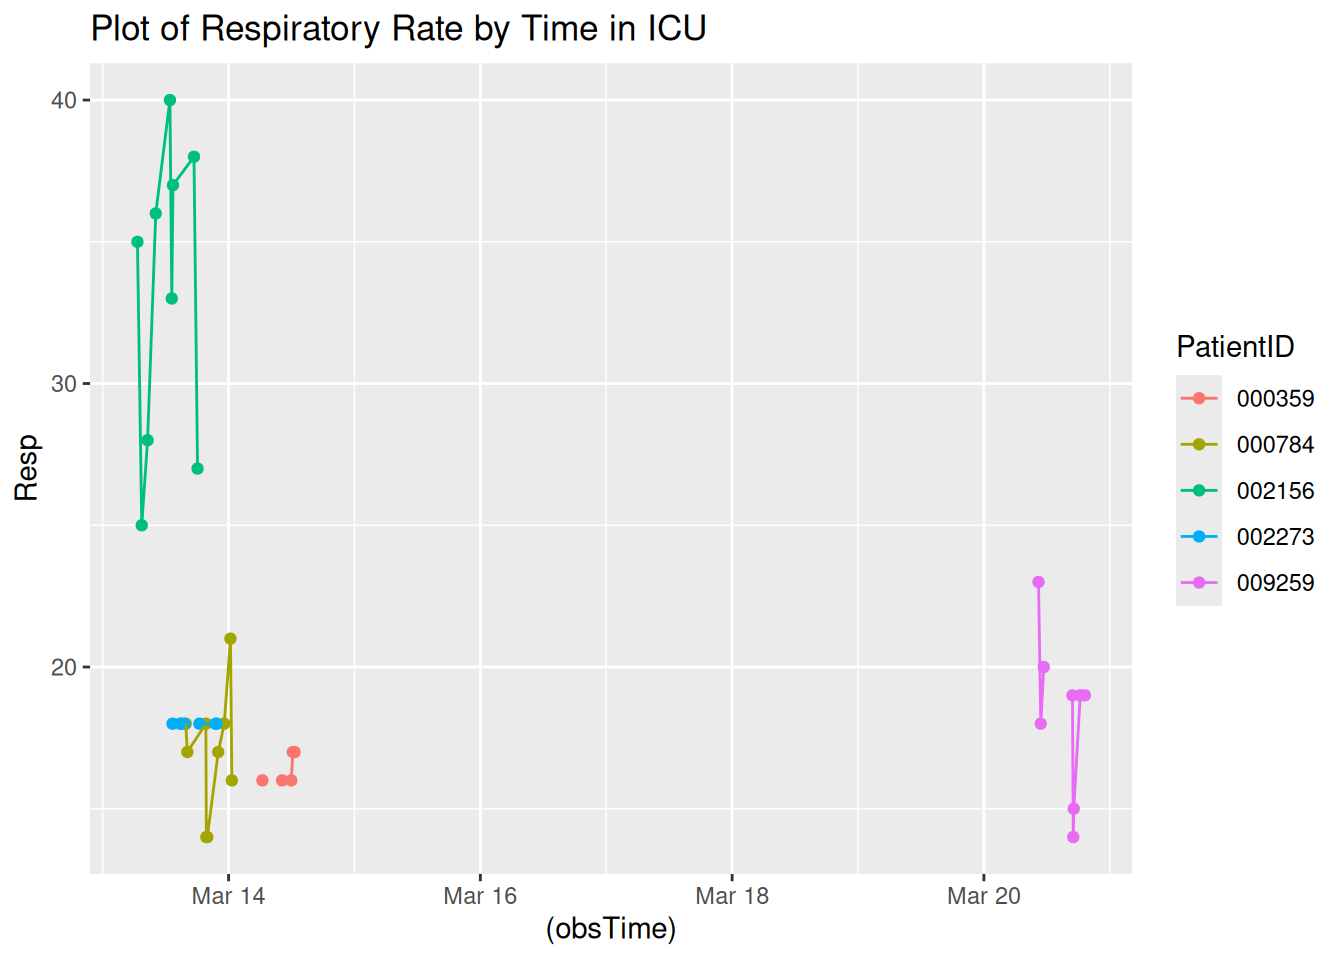 Plot of Respiratory Rate by Time in ICU
40
30
20
Resp
Mar 14
Mar 16
Mar 18
Mar 20
(obsTime)
PatientID
000359
000784
002156
002273
009259